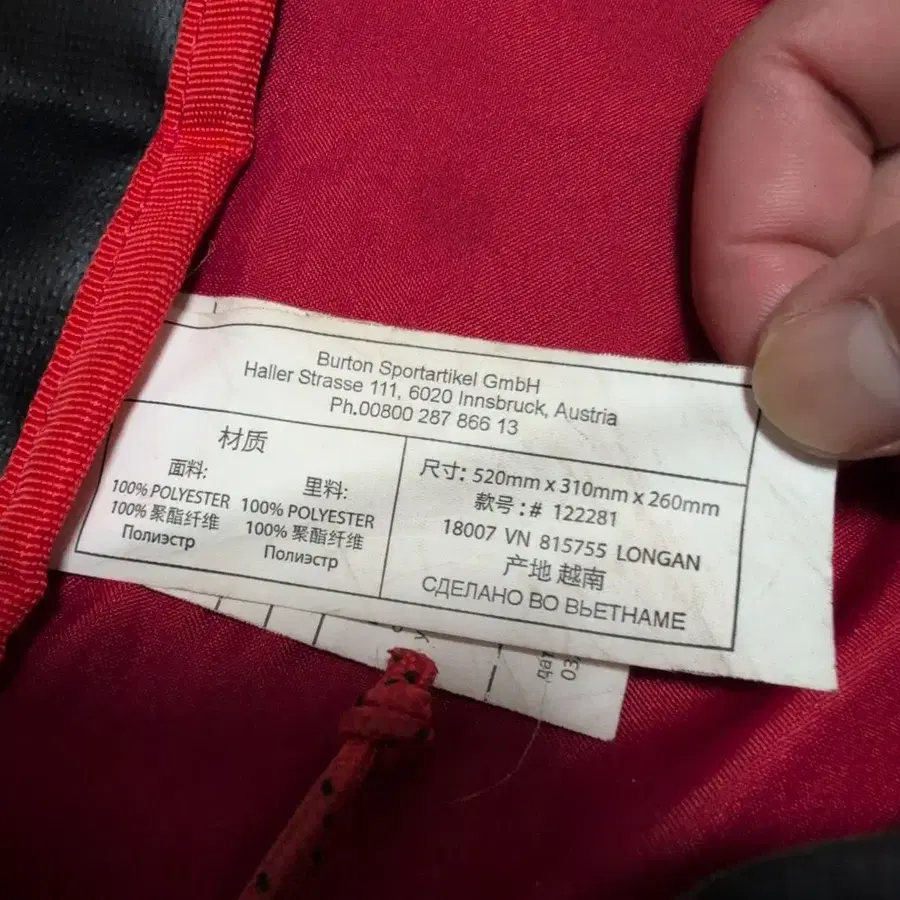 Burton Sportartikel GmbH
Haller Strasse 111, 6020 Innsbruck, Austria
Ph.00800 287 866 13
材质
面料:
100% POLYESTER
100% 聚酯纤维
Полиэстр
里料:
100% POLYESTER
100% 聚酯纤维
Полиэстр
尺寸: 520mm x 310mm x 260mm
款号:# 122281
18007 VN 815755 LONGAN
产地 越南
СДЕЛАНО ВО ВЬЕТНАМЕ
03